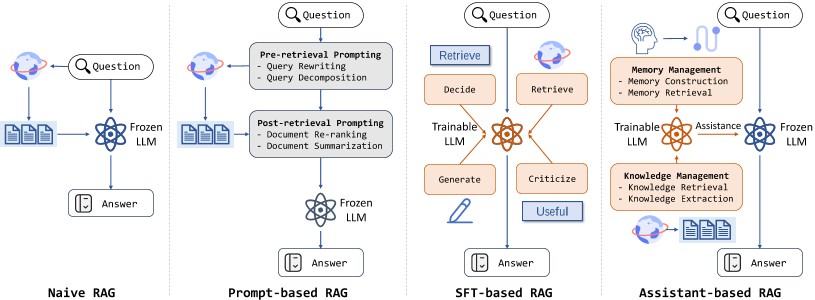 Question
Frozen
LLM
Answer
Naive RAG
Question
Pre-retrieval Prompting
- Query Rewriting
- Query Decomposition
Post-retrieval Prompting
- Document Re-ranking
- Document Summarization
Frozen
LLM
Answer
Prompt-based RAG
Question
Retrieve
Decide
Retrieve
Trainable
LLM
Generate
Criticize
Useful
Answer
SFT-based RAG
Question
Memory Management
- Memory Construction
- Memory Retrieval
Trainable
LLM
Assistance
Frozen
LLM
Knowledge Management
- Knowledge Retrieval
- Knowledge Extraction
Answer
Assistant-based RAG